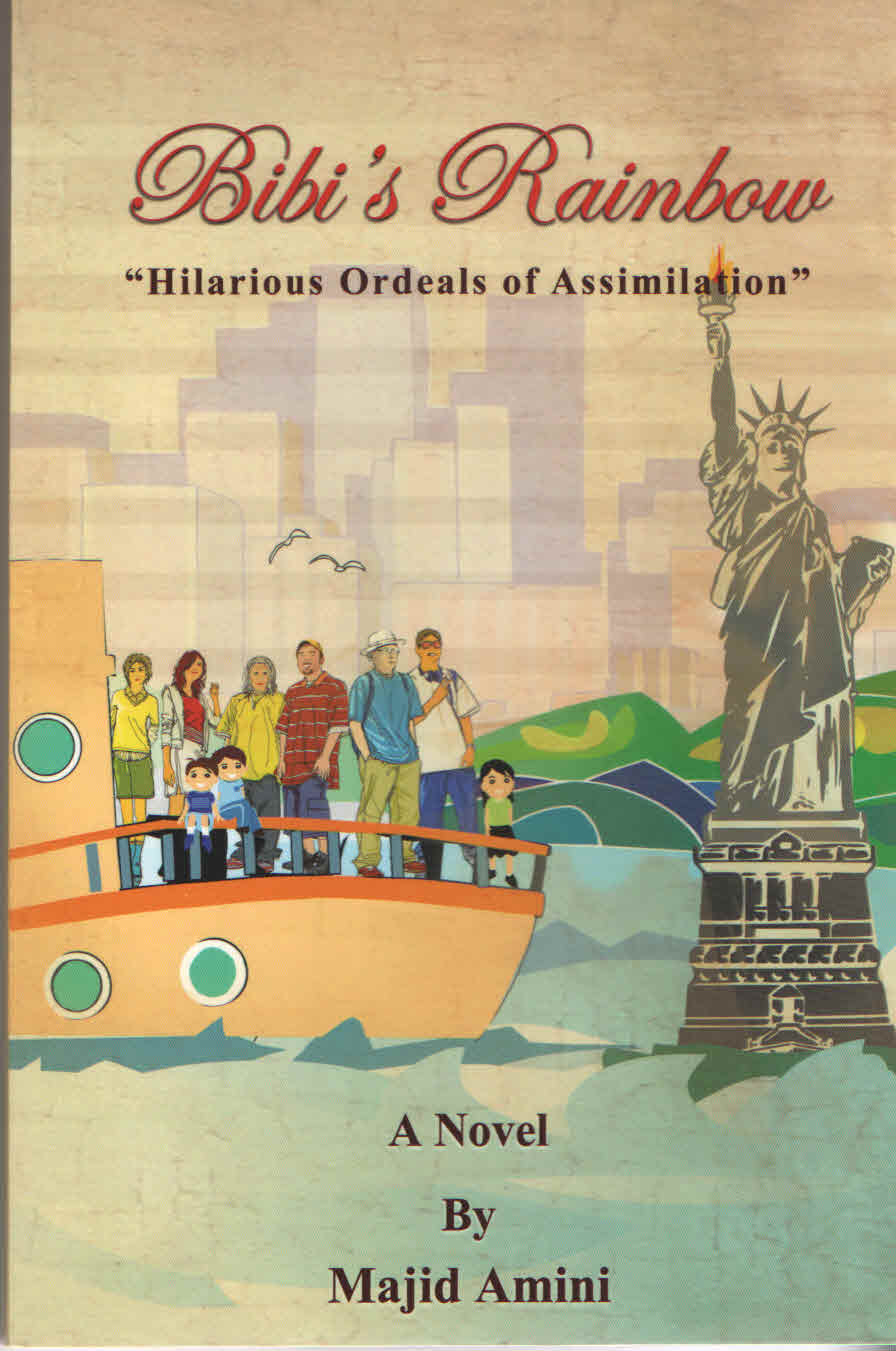 Bibi's Rainbow
“Hilarious Ordeals of Assimilation”
A Novel
By
Majid Amini